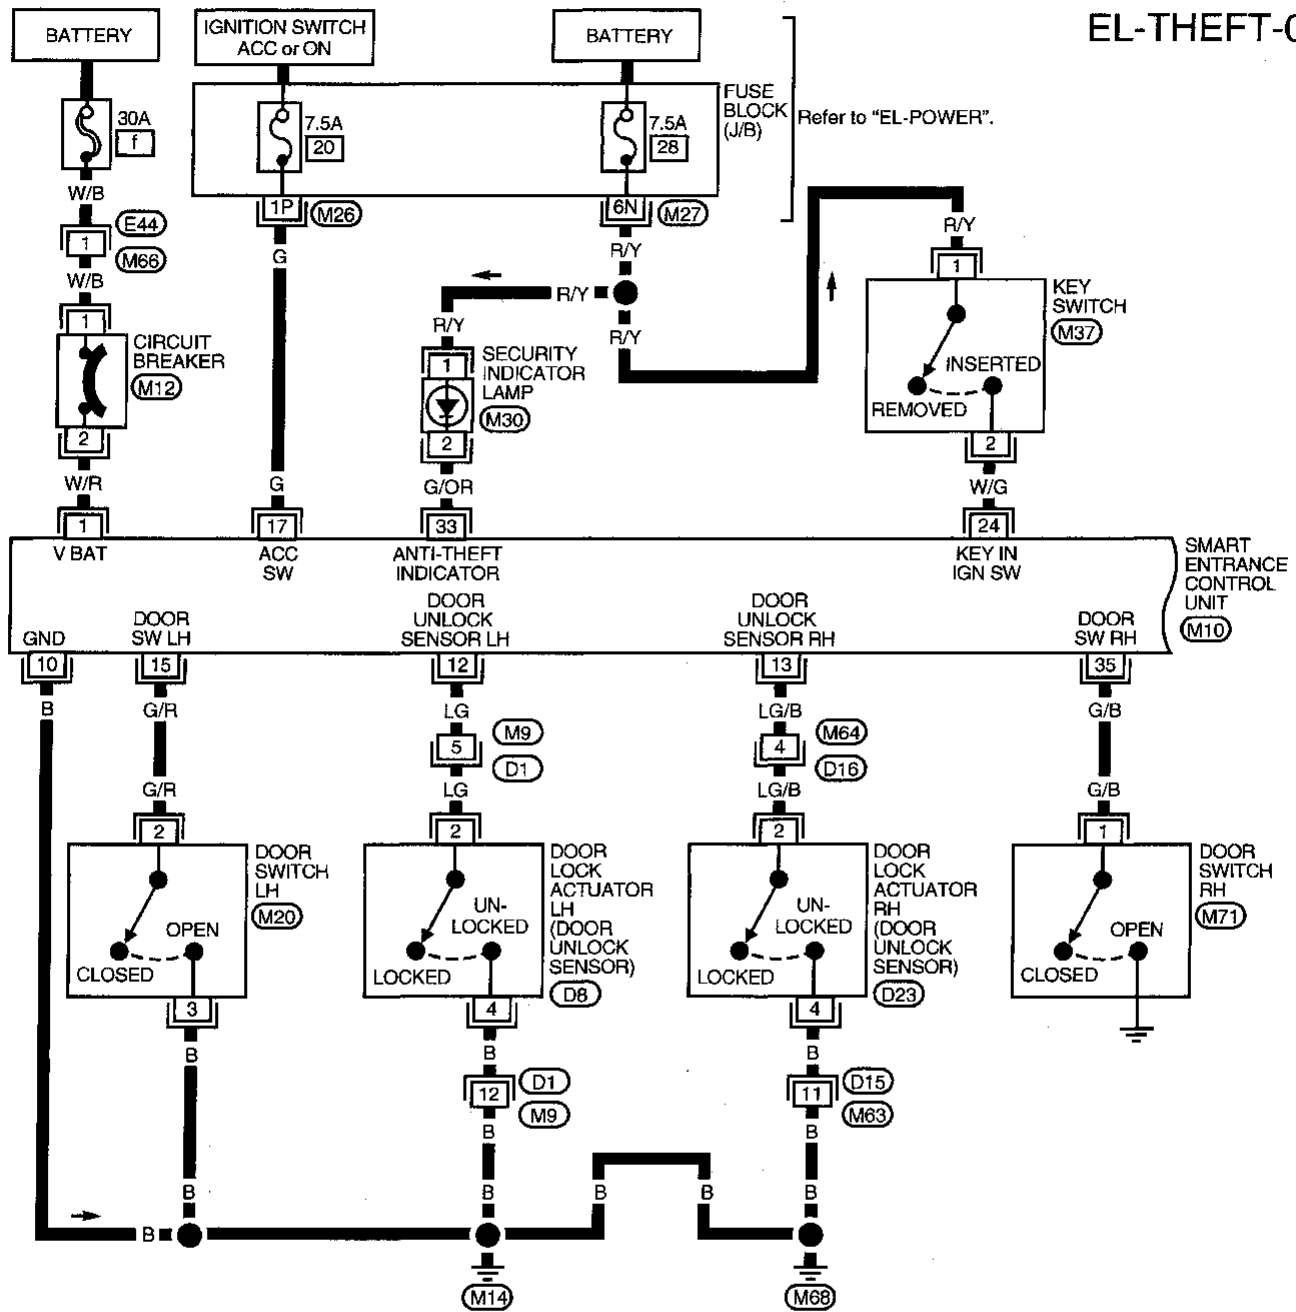 EL-THEFT-0
BATTERY
IGNITION SWITCH
ACC or ON
BATTERY
30A
f
7.5A
20
7.5A
28
FUSE
BLOCK
(J/B)
Refer to "EL-POWER".
W/B
1P
M26
6N
M27
E44
1
M66
G
R/Y
R/Y
W/B
R/Y
1
KEY
SWITCH
M37
1
CIRCUIT
BREAKER
M12
R/Y
R/Y
1
SECURITY
INDICATOR
LAMP
M30
INSERTED
REMOVED
2
2
2
W/R
G
G/OR
W/G
1
17
33
24
V BAT
ACC
SW
ANTI-THEFT
INDICATOR
KEY IN
IGN SW
SMART
ENTRANCE
CONTROL
UNIT
M10
GND
DOOR
SW LH
DOOR
UNLOCK
SENSOR LH
DOOR
UNLOCK
SENSOR RH
DOOR
SW RH
10
15
12
13
35
B
G/R
LG
LG/B
G/B
5
M9
D1
4
M64
D16
G/R
LG
LG/B
G/B
2
2
2
1
DOOR
SWITCH
LH
M20
OPEN
CLOSED
DOOR
LOCK
ACTUATOR
LH
(DOOR
UNLOCK
SENSOR)
D8
UN-
LOCKED
LOCKED
DOOR
LOCK
ACTUATOR
RH
(DOOR
UNLOCK
SENSOR)
D23
UN-
LOCKED
LOCKED
DOOR
SWITCH
RH
M71
OPEN
CLOSED
3
4
4
B
B
B
12
D1
M9
11
D15
M63
B
B
B
B
B
B
B
B
M14
M68